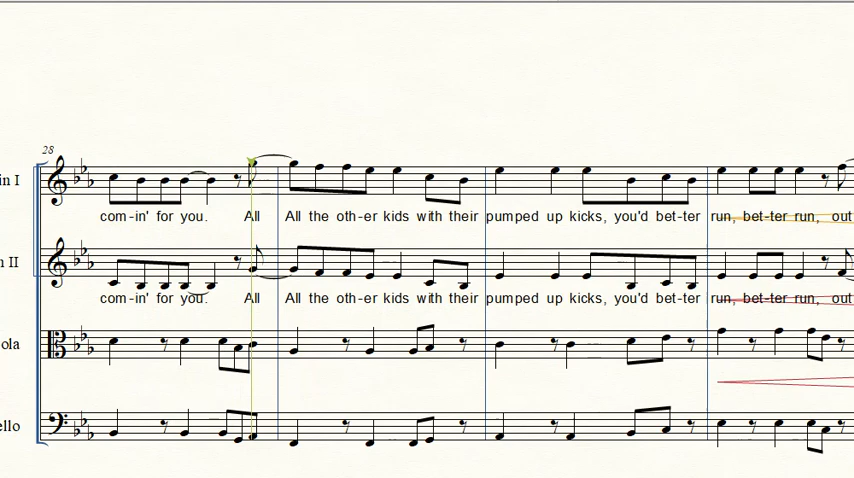 28
in I
com-in' for you. All All the oth-er kids with their pumped up kicks, you'd bet-ter run, bet-ter run, out
n II
com-in' for you. All All the oth-er kids with their pumped up kicks, you'd bet-ter run, bet-ter run, out
ola
ello